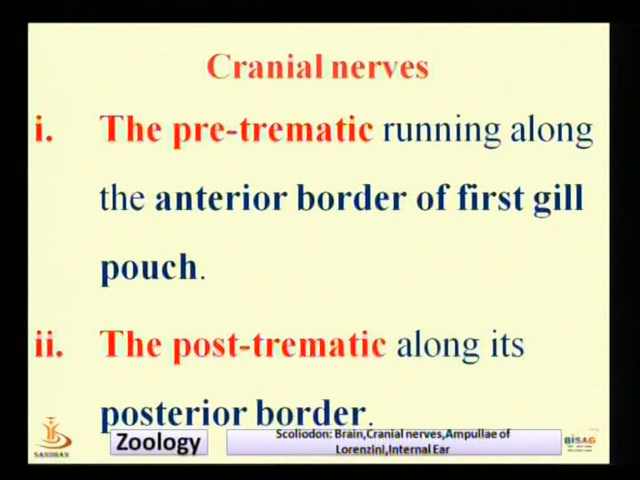 Cranial nerves
i. The pre-trematic running along
the anterior border of first gill
pouch.
ii. The post-trematic along its
posterior border.
SANDHAN
Zoology
Scoliodon: Brain,Cranial nerves,Ampullae of
Lorenzini,Internal Ear
BISAG